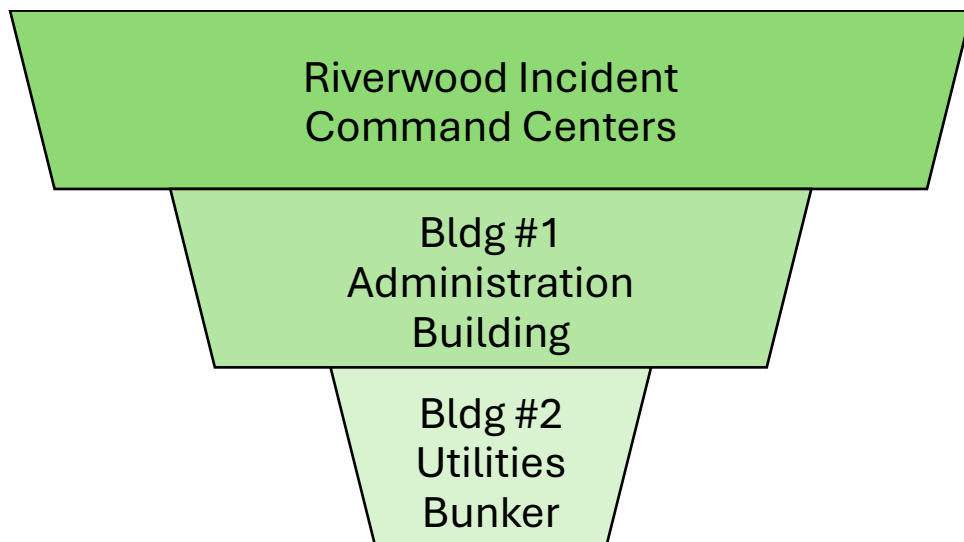 Riverwood Incident
Command Centers
Bldg #1
Administration
Building
Bldg #2
Utilities
Bunker